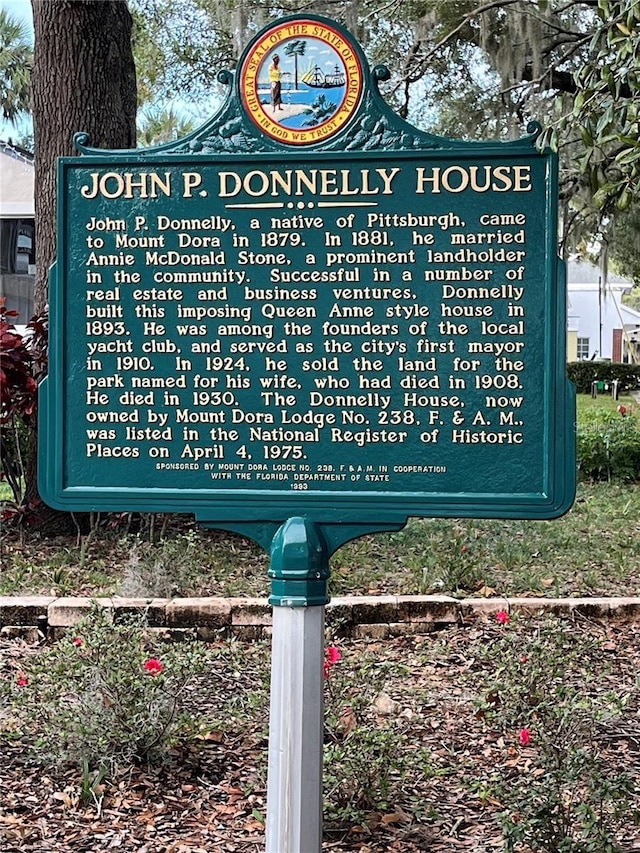 GREAT SEAL OF THE STATE OF FLORIDA
IN GOD WE TRUST
JOHN P. DONNELLY HOUSE
John P. Donnelly, a native of Pittsburgh, came
to Mount Dora in 1879. In 1881, he married
Annie McDonald Stone, a prominent landholder
in the community. Successful in a number of
real estate and business ventures, Donnelly
built this imposing Queen Anne style house in
1893. He was among the founders of the local
yacht club, and served as the city's first mayor
in 1910. In 1924, he sold the land for the
park named for his wife, who had died in 1908.
He died in 1930. The Donnelly House, now
owned by Mount Dora Lodge No. 238, F. & A. M.,
was listed in the National Register of Historic
Places on April 4, 1975.
SPONSORED BY MOUNT DORA LODGE NO. 238, F. & A. M. IN COOPERATION
WITH THE FLORIDA DEPARTMENT OF STATE
1993